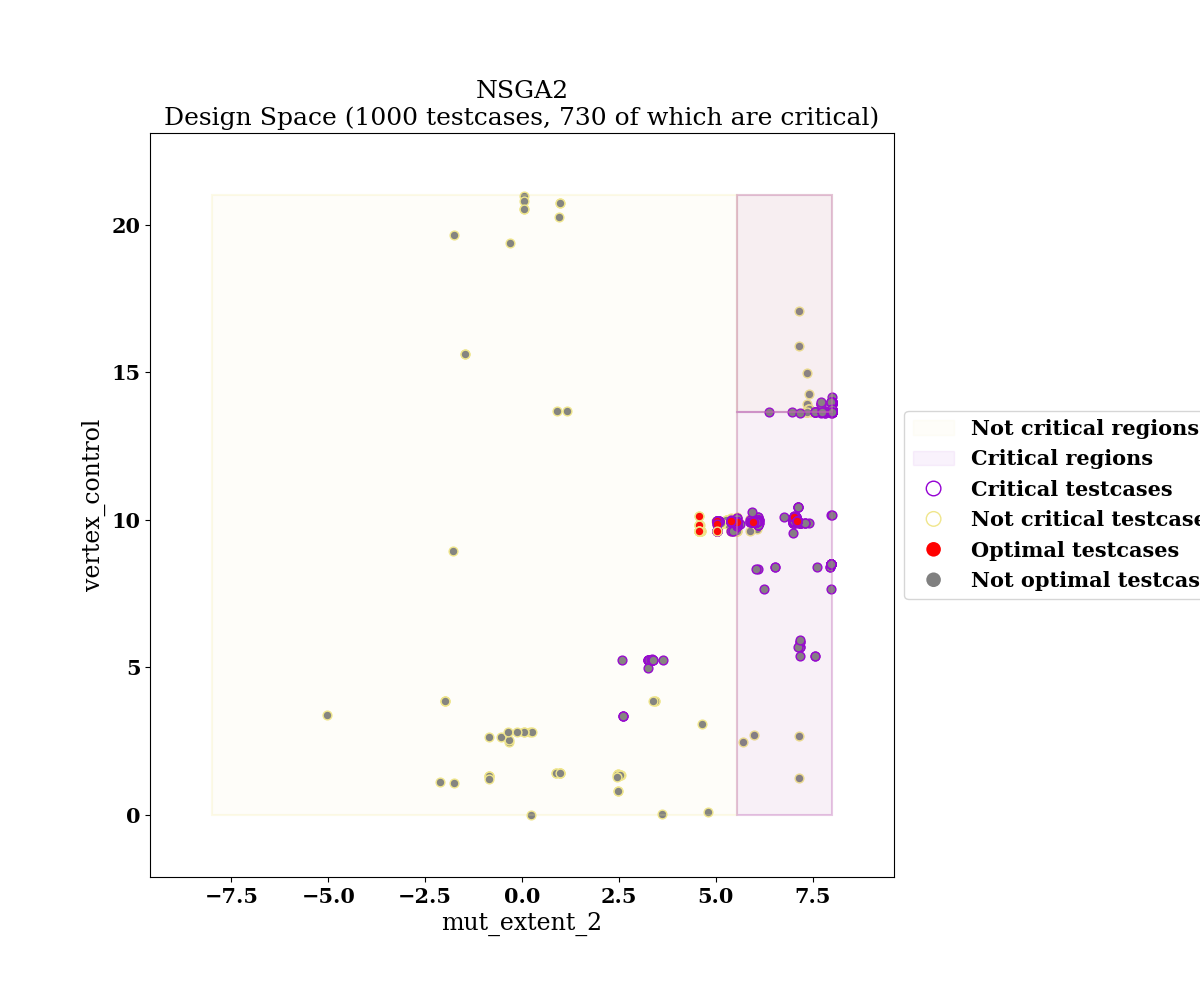 NSGA2
Design Space (1000 testcases, 730 of which are critical)
20
15
10
5
0
vertex_control
−7.5 −5.0 −2.5 0.0 2.5 5.0 7.5
mut_extent_2
Not critical regions
Critical regions
Critical testcases
Not critical testcase
Optimal testcases
Not optimal testcas